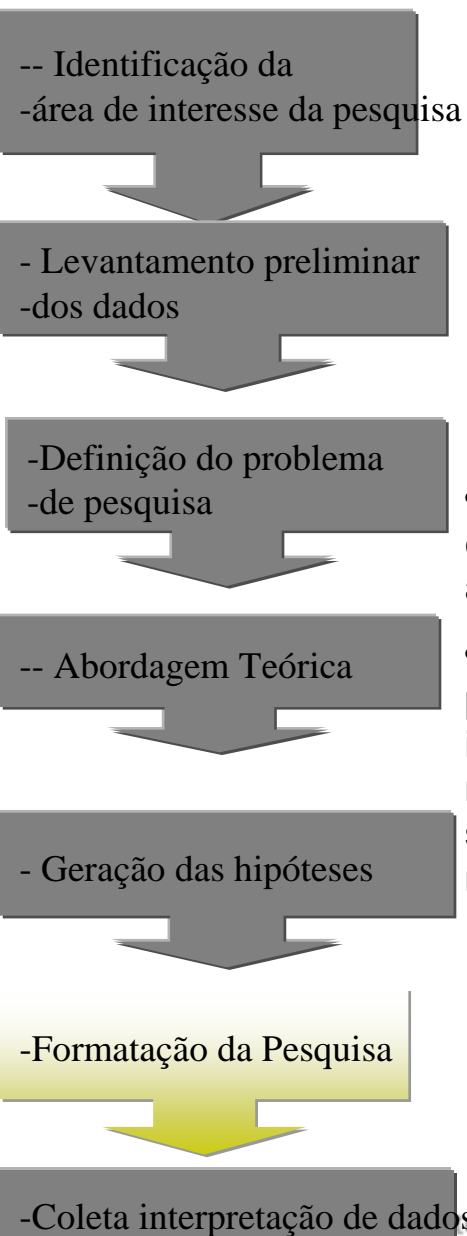 -- Identificação da
-área de interesse da pesquisa
- Levantamento preliminar
-dos dados
-Definição do problema
-de pesquisa
-- Abordagem Teórica
- Geração das hipóteses
-Formatação da Pesquisa
-Coleta interpretação de dados